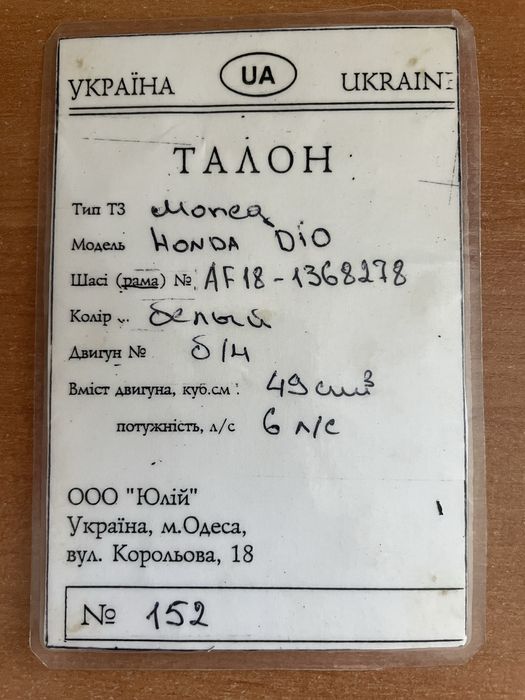 УКРАЇНА UA UKRAINE
ТАЛОН
Тип ТЗ мопед
Модель HONDA DiO
Шасі (рама) № AF18-1368278
Колір белый
Двигун № б/н
Вміст двигуна, куб.см: 49 см³
потужність, л/с 6 л/с
ООО "Юлій"
Україна, м.Одеса,
вул. Корольова, 18
№ 152